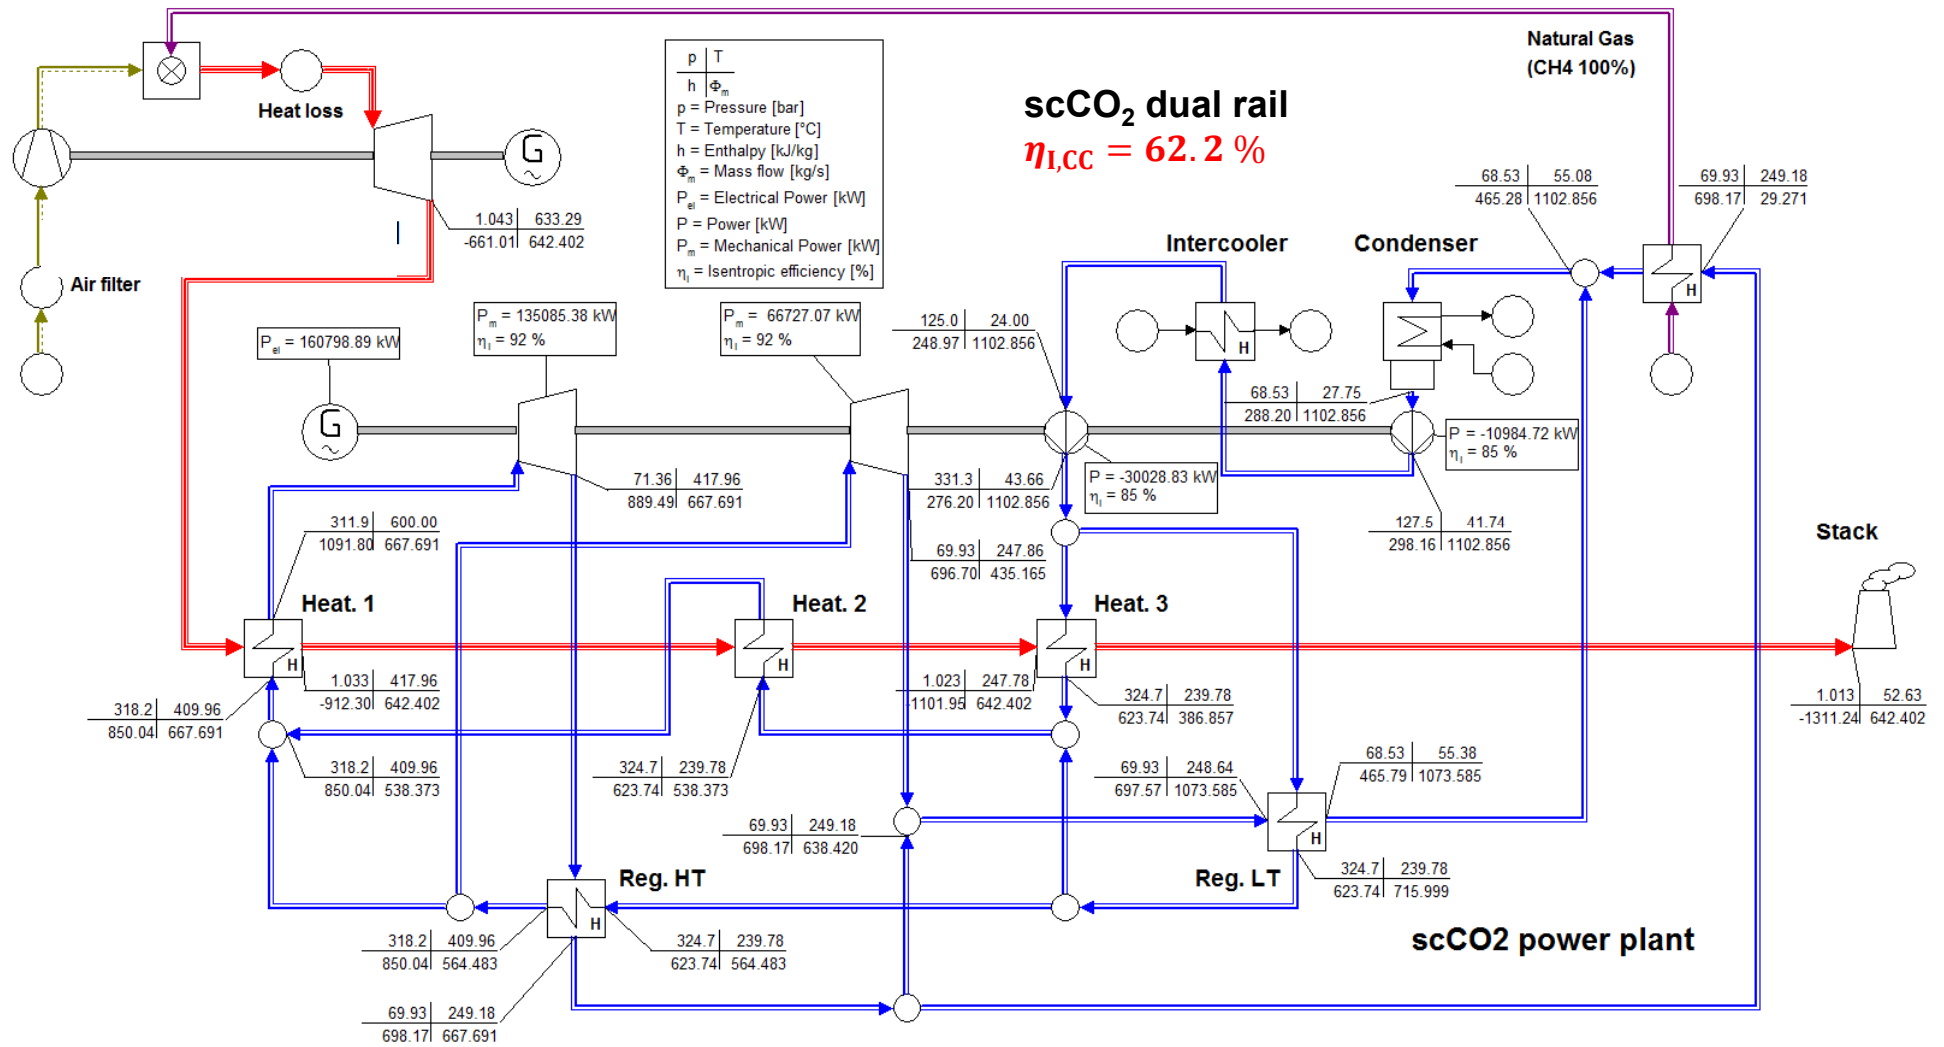 Natural Gas
(CH4 100%)
p | T
h | Φm
p = Pressure [bar]
T = Temperature [°C]
h = Enthalpy [kJ/kg]
Φm = Mass flow [kg/s]
Pel = Electrical Power [kW]
P = Power [kW]
Pm = Mechanical Power [kW]
ηI = Isentropic efficiency [%]
scCO2 dual rail
ηI,CC = 62.2 %
Heat loss
G
~
1.043 | 633.29
-661.01 | 642.402
68.53 | 55.08
465.28 | 1102.856
69.93 | 249.18
698.17 | 29.271
Intercooler
Condenser
Air filter
H
H
Pel = 160798.89 kW
Pm = 135085.38 kW
ηI = 92 %
Pm = 66727.07 kW
ηI = 92 %
125.0 | 24.00
248.97 | 1102.856
68.53 | 27.75
288.20 | 1102.856
G
~
P = -10984.72 kW
ηI = 85 %
71.36 | 417.96
889.49 | 667.691
331.3 | 43.66
276.20 | 1102.856
P = -30028.83 kW
ηI = 85 %
311.9 | 600.00
1091.80 | 667.691
69.93 | 247.86
696.70 | 435.165
127.5 | 41.74
298.16 | 1102.856
Stack
Heat. 1
Heat. 2
Heat. 3
H
H
H
318.2 | 409.96
850.04 | 667.691
1.033 | 417.96
-912.30 | 642.402
1.023 | 247.78
-1101.95 | 642.402
324.7 | 239.78
623.74 | 386.857
1.013 | 52.63
-1311.24 | 642.402
318.2 | 409.96
850.04 | 538.373
324.7 | 239.78
623.74 | 538.373
69.93 | 248.64
697.57 | 1073.585
68.53 | 55.38
465.79 | 1073.585
69.93 | 249.18
698.17 | 638.420
H
Reg. HT
Reg. LT
324.7 | 239.78
623.74 | 715.999
H
318.2 | 409.96
850.04 | 564.483
324.7 | 239.78
623.74 | 564.483
scCO2 power plant
69.93 | 249.18
698.17 | 667.691